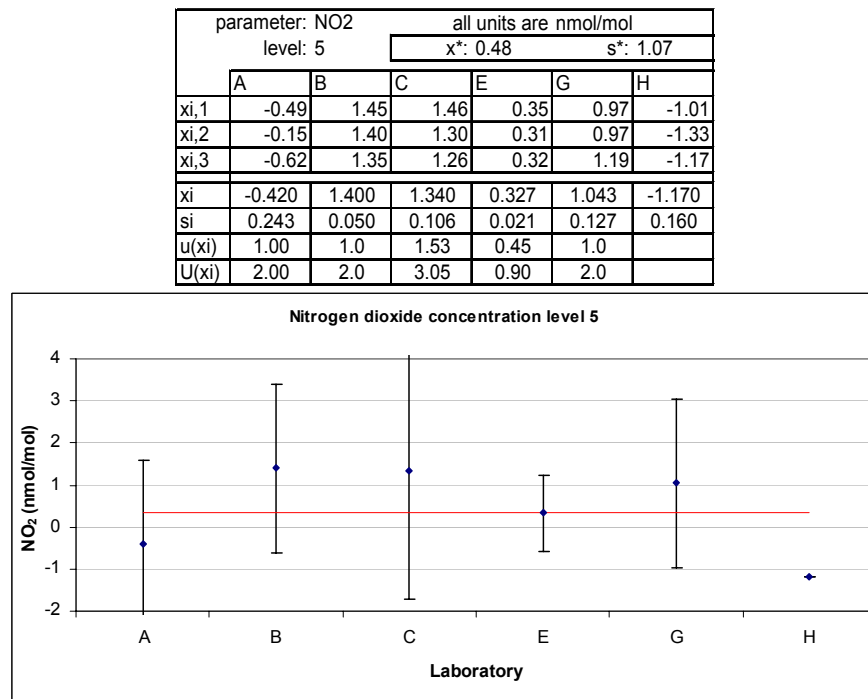 parameter: NO2 all units are nmol/mol
level: 5 x*: 0.48 s*: 1.07
A B C E G H
xi,1 -0.49 1.45 1.46 0.35 0.97 -1.01
xi,2 -0.15 1.40 1.30 0.31 0.97 -1.33
xi,3 -0.62 1.35 1.26 0.32 1.19 -1.17
xi -0.420 1.400 1.340 0.327 1.043 -1.170
si 0.243 0.050 0.106 0.021 0.127 0.160
u(xi) 1.00 1.0 1.53 0.45 1.0
U(xi) 2.00 2.0 3.05 0.90 2.0
Nitrogen dioxide concentration level 5
NO₂ (nmol/mol)
4
3
2
1
0
-1
-2
A B C E G H
Laboratory